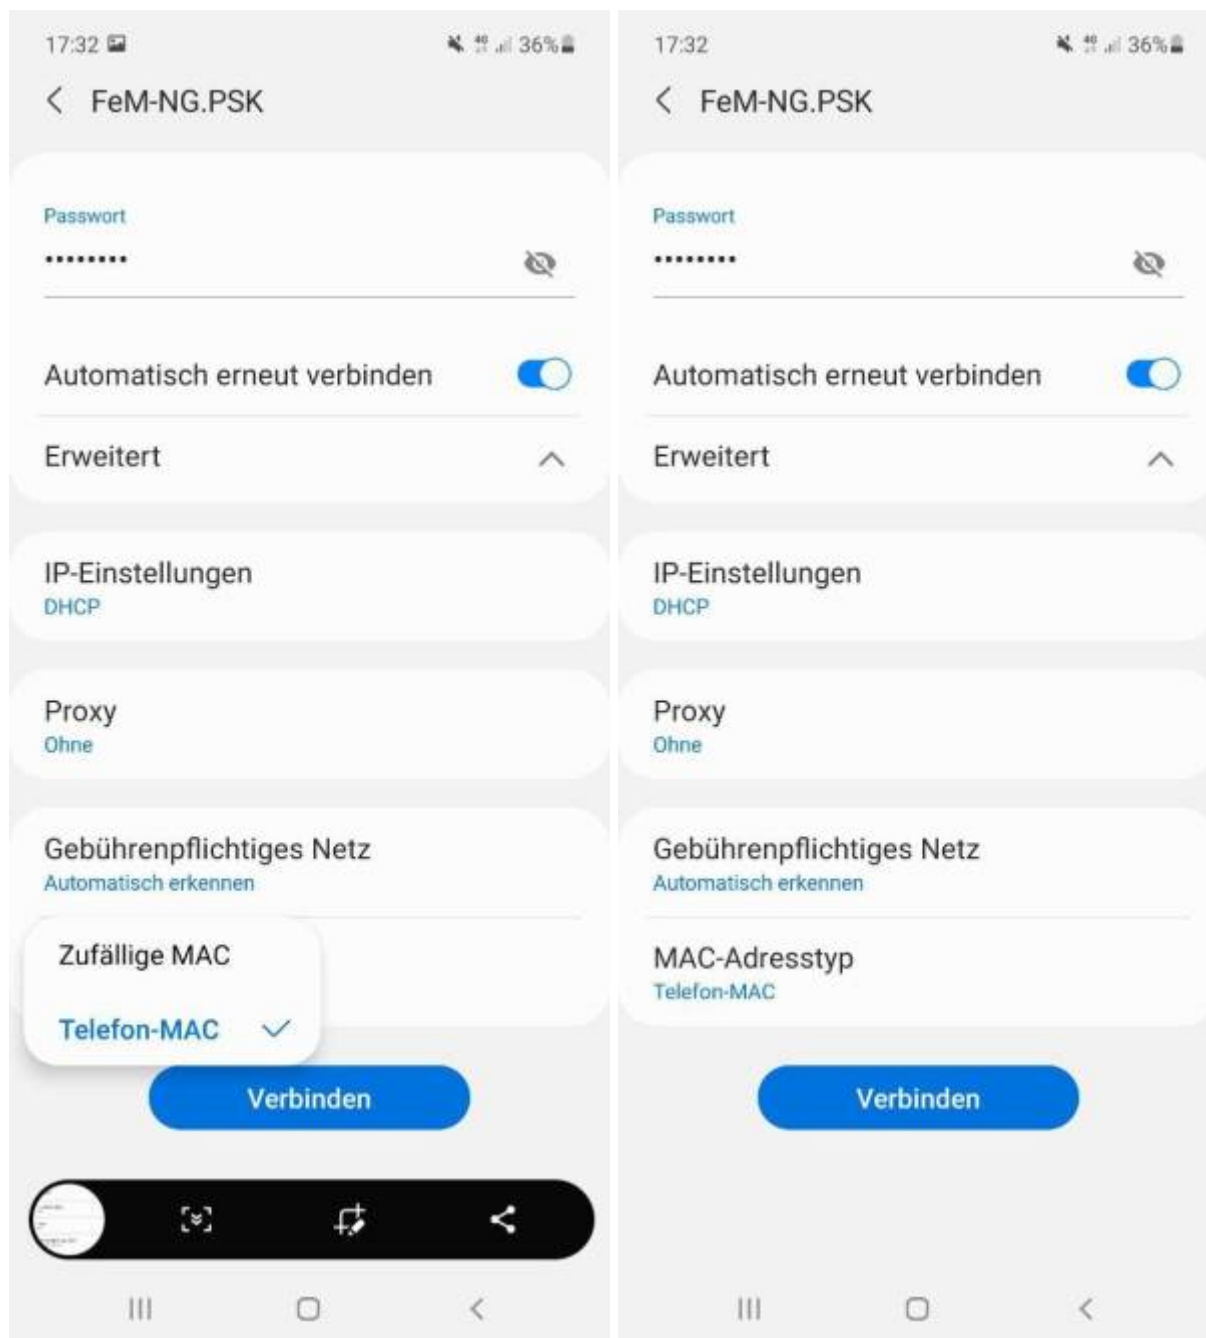 17:32
36%
FeM-NG.PSK
Passwort
••••••••
Automatisch erneut verbinden
Erweitert
IP-Einstellungen
DHCP
Proxy
Ohne
Gebührenpflichtiges Netz
Automatisch erkennen
Zufällige MAC
Telefon-MAC
Verbinden
17:32
36%
FeM-NG.PSK
Passwort
••••••••
Automatisch erneut verbinden
Erweitert
IP-Einstellungen
DHCP
Proxy
Ohne
Gebührenpflichtiges Netz
Automatisch erkennen
MAC-Adresstyp
Telefon-MAC
Verbinden